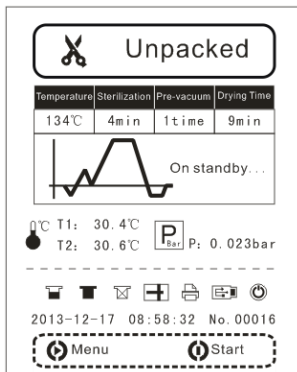 Unpacked
Temperature Sterilization Pre-vacuum Drying Time
134℃ 4min 1time 9min
On standby...
℃ T1: 30.4℃
T2: 30.6℃
P Bar P: 0.023bar
2013-12-17 08:58:32 No.00016
Menu Start